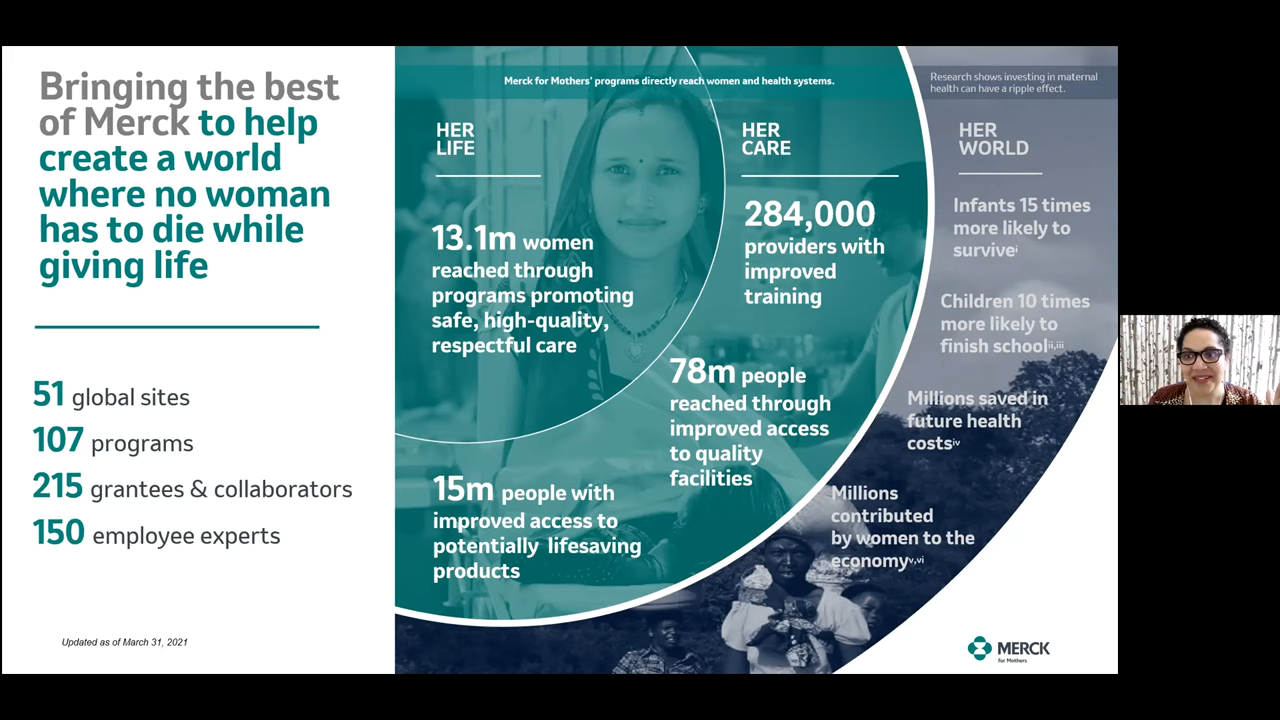 Bringing the best
of Merck to help
create a world
where no woman
has to die while
giving life
51 global sites
107 programs
215 grantees & collaborators
150 employee experts
Updated as of March 31, 2021
Merck for Mothers' programs directly reach women and health systems.
HER
LIFE
13.1m women
reached through
programs promoting
safe, high-quality,
respectful care
15m people with
improved access to
potentially lifesaving
products
HER
CARE
284,000
providers with
improved
training
78m people
reached through
improved access
to quality
facilities
Research shows investing in maternal
health can have a ripple effect.
HER
WORLD
Infants 15 times
more likely to
surviveⁱ
Children 10 times
more likely to
finish schoolⁱⁱ,ⁱⁱⁱ
Millions saved in
future health
costsⁱᵛ
Millions
contributed
by women to the
economyᵛ,ᵛⁱ
MERCK
for Mothers